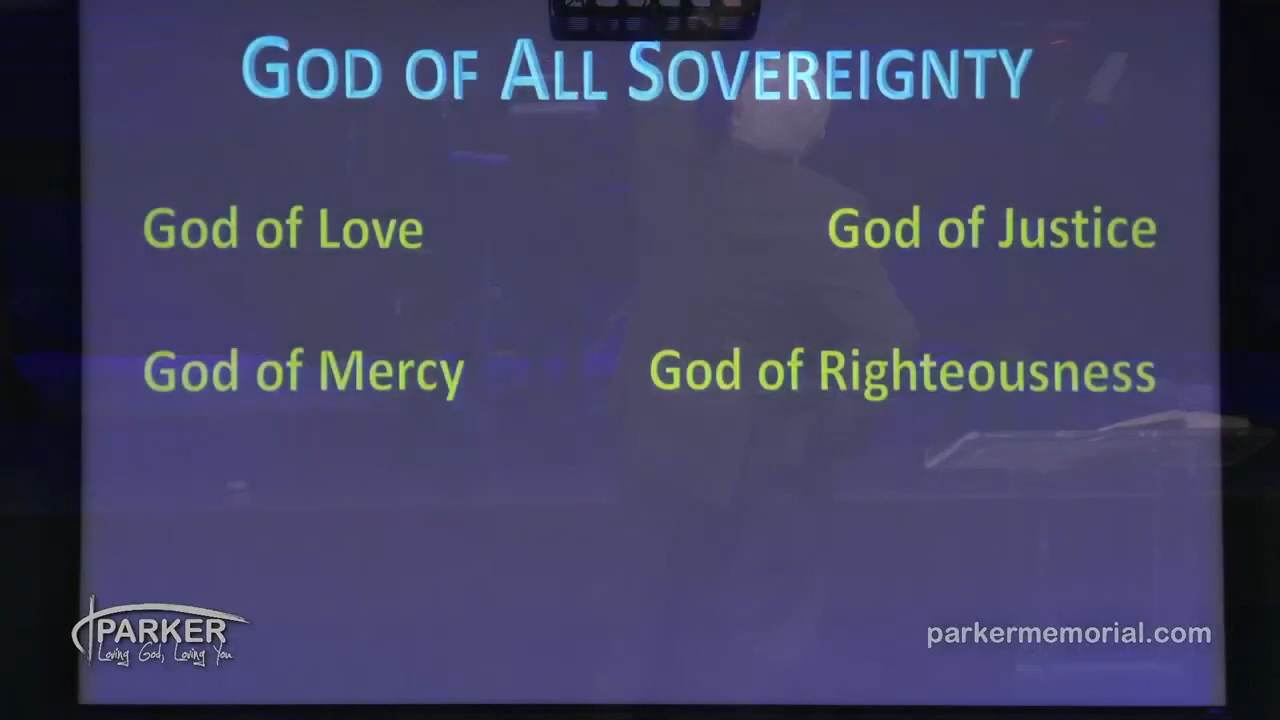 GOD OF ALL SOVEREIGNTY
God of Love
God of Justice
God of Mercy
God of Righteousness
PARKER
Loving God, Loving You
parkermemorial.com